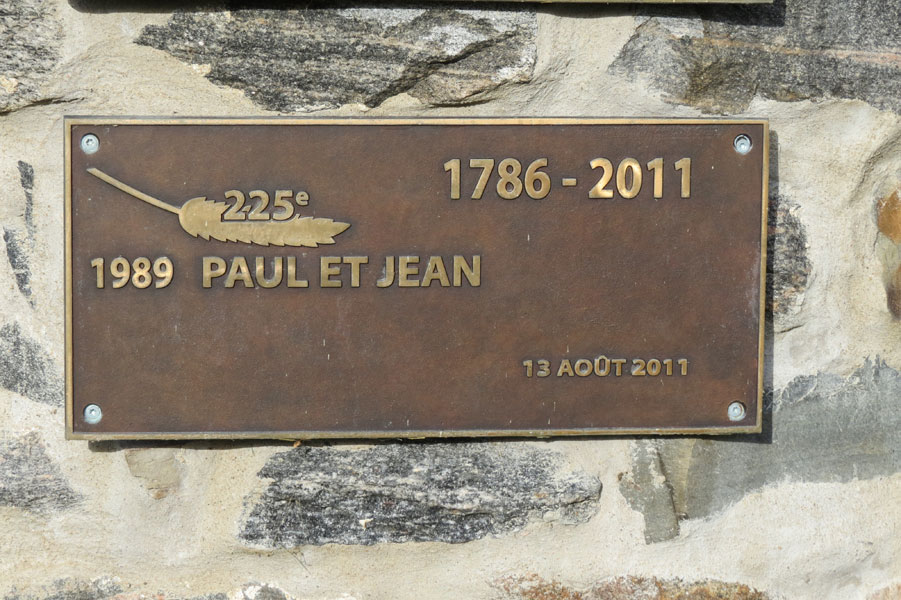 1786 - 2011
225e
1989 PAUL ET JEAN
13 AOÛT 2011